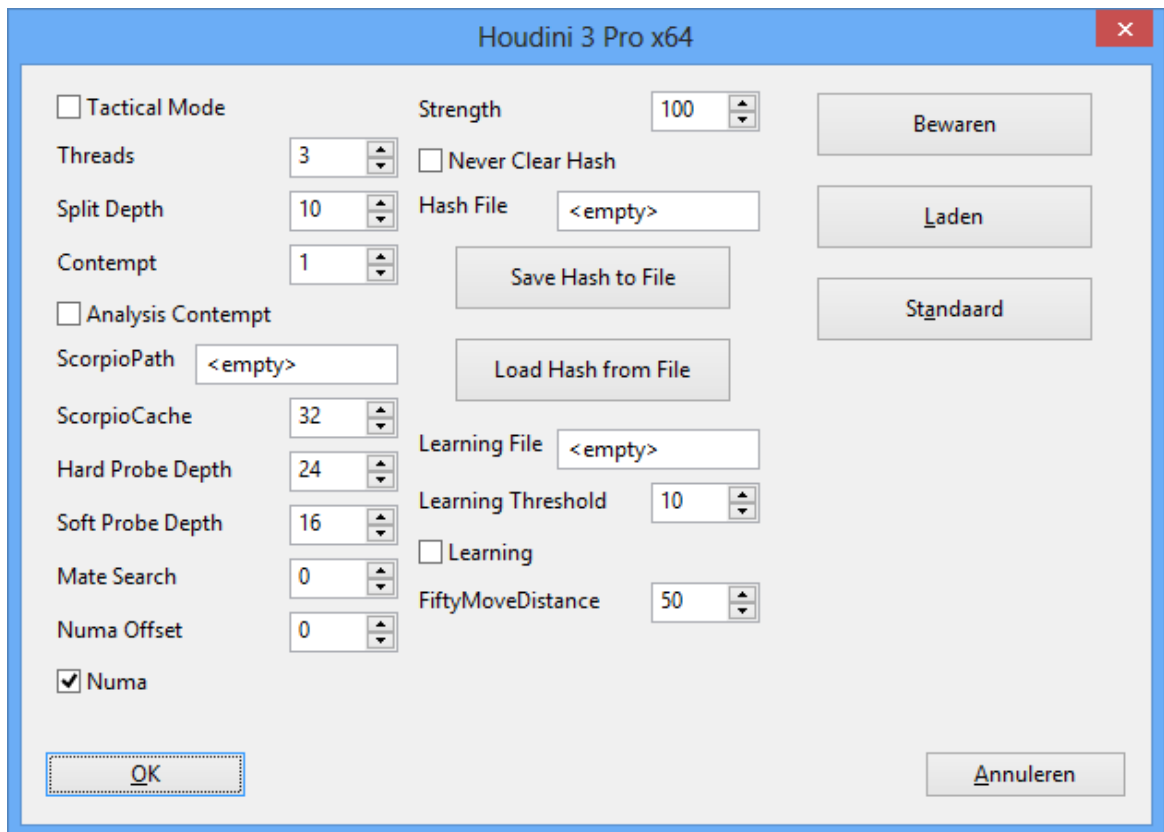 Houdini 3 Pro x64
Tactical Mode
Threads 3
Split Depth 10
Contempt 1
Analysis Contempt
ScorpioPath <empty>
ScorpioCache 32
Hard Probe Depth 24
Soft Probe Depth 16
Mate Search 0
Numa Offset 0
Numa
Strength 100
Never Clear Hash
Hash File <empty>
Save Hash to File
Load Hash from File
Learning File <empty>
Learning Threshold 10
Learning
FiftyMoveDistance 50
Bewaren
Laden
Standaard
OK
Annuleren